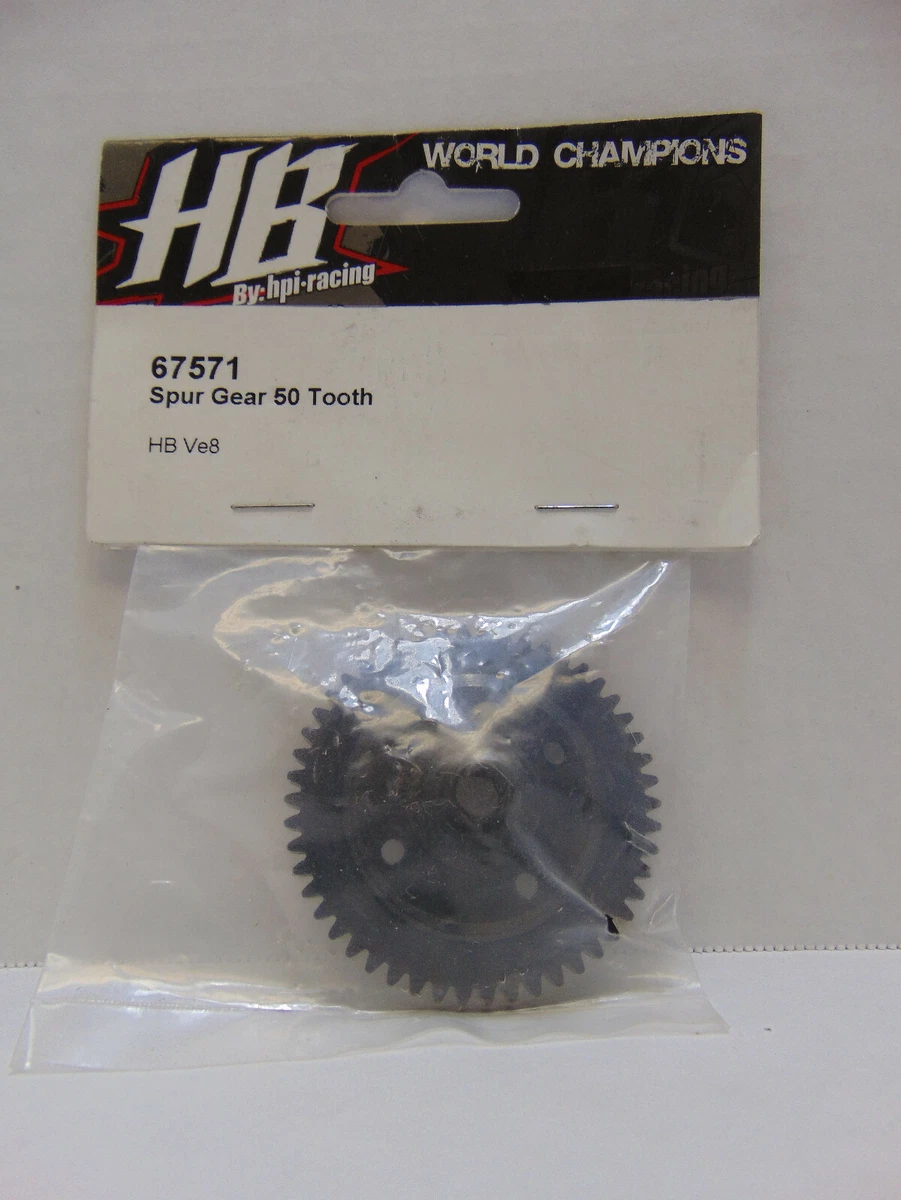 HB
By:hpi·racing
WORLD CHAMPIONS
67571
Spur Gear 50 Tooth
HB Ve8